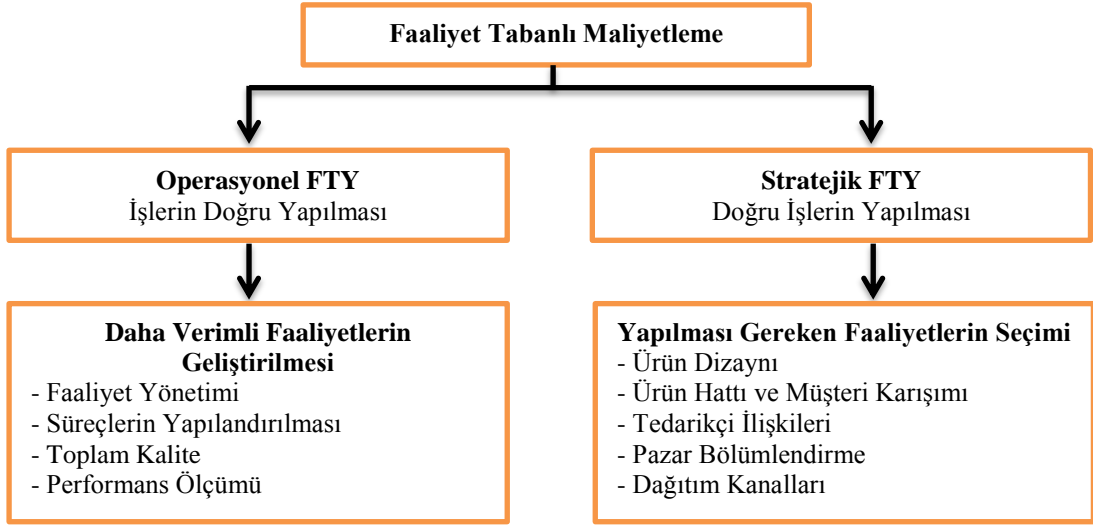 Faaliyet Tabanlı Maliyetleme
Operasyonel FTY
İşlerin Doğru Yapılması
Stratejik FTY
Doğru İşlerin Yapılması
Daha Verimli Faaliyetlerin
Geliştirilmesi
- Faaliyet Yönetimi
- Süreçlerin Yapılandırılması
- Toplam Kalite
- Performans Ölçümü
Yapılması Gereken Faaliyetlerin Seçimi
- Ürün Dizaynı
- Ürün Hattı ve Müşteri Karışımı
- Tedarikçi İlişkileri
- Pazar Bölümlendirme
- Dağıtım Kanalları